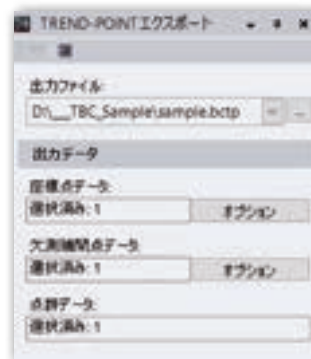 TREND-POINTエクスポート
出力ファイル:
D:\__TBC_Sample\sample.bctp
出力データ
座標点データ:
選択済み: 1
オプション
欠測補間点データ:
選択済み: 1
オプション
点群データ:
選択済み: 1